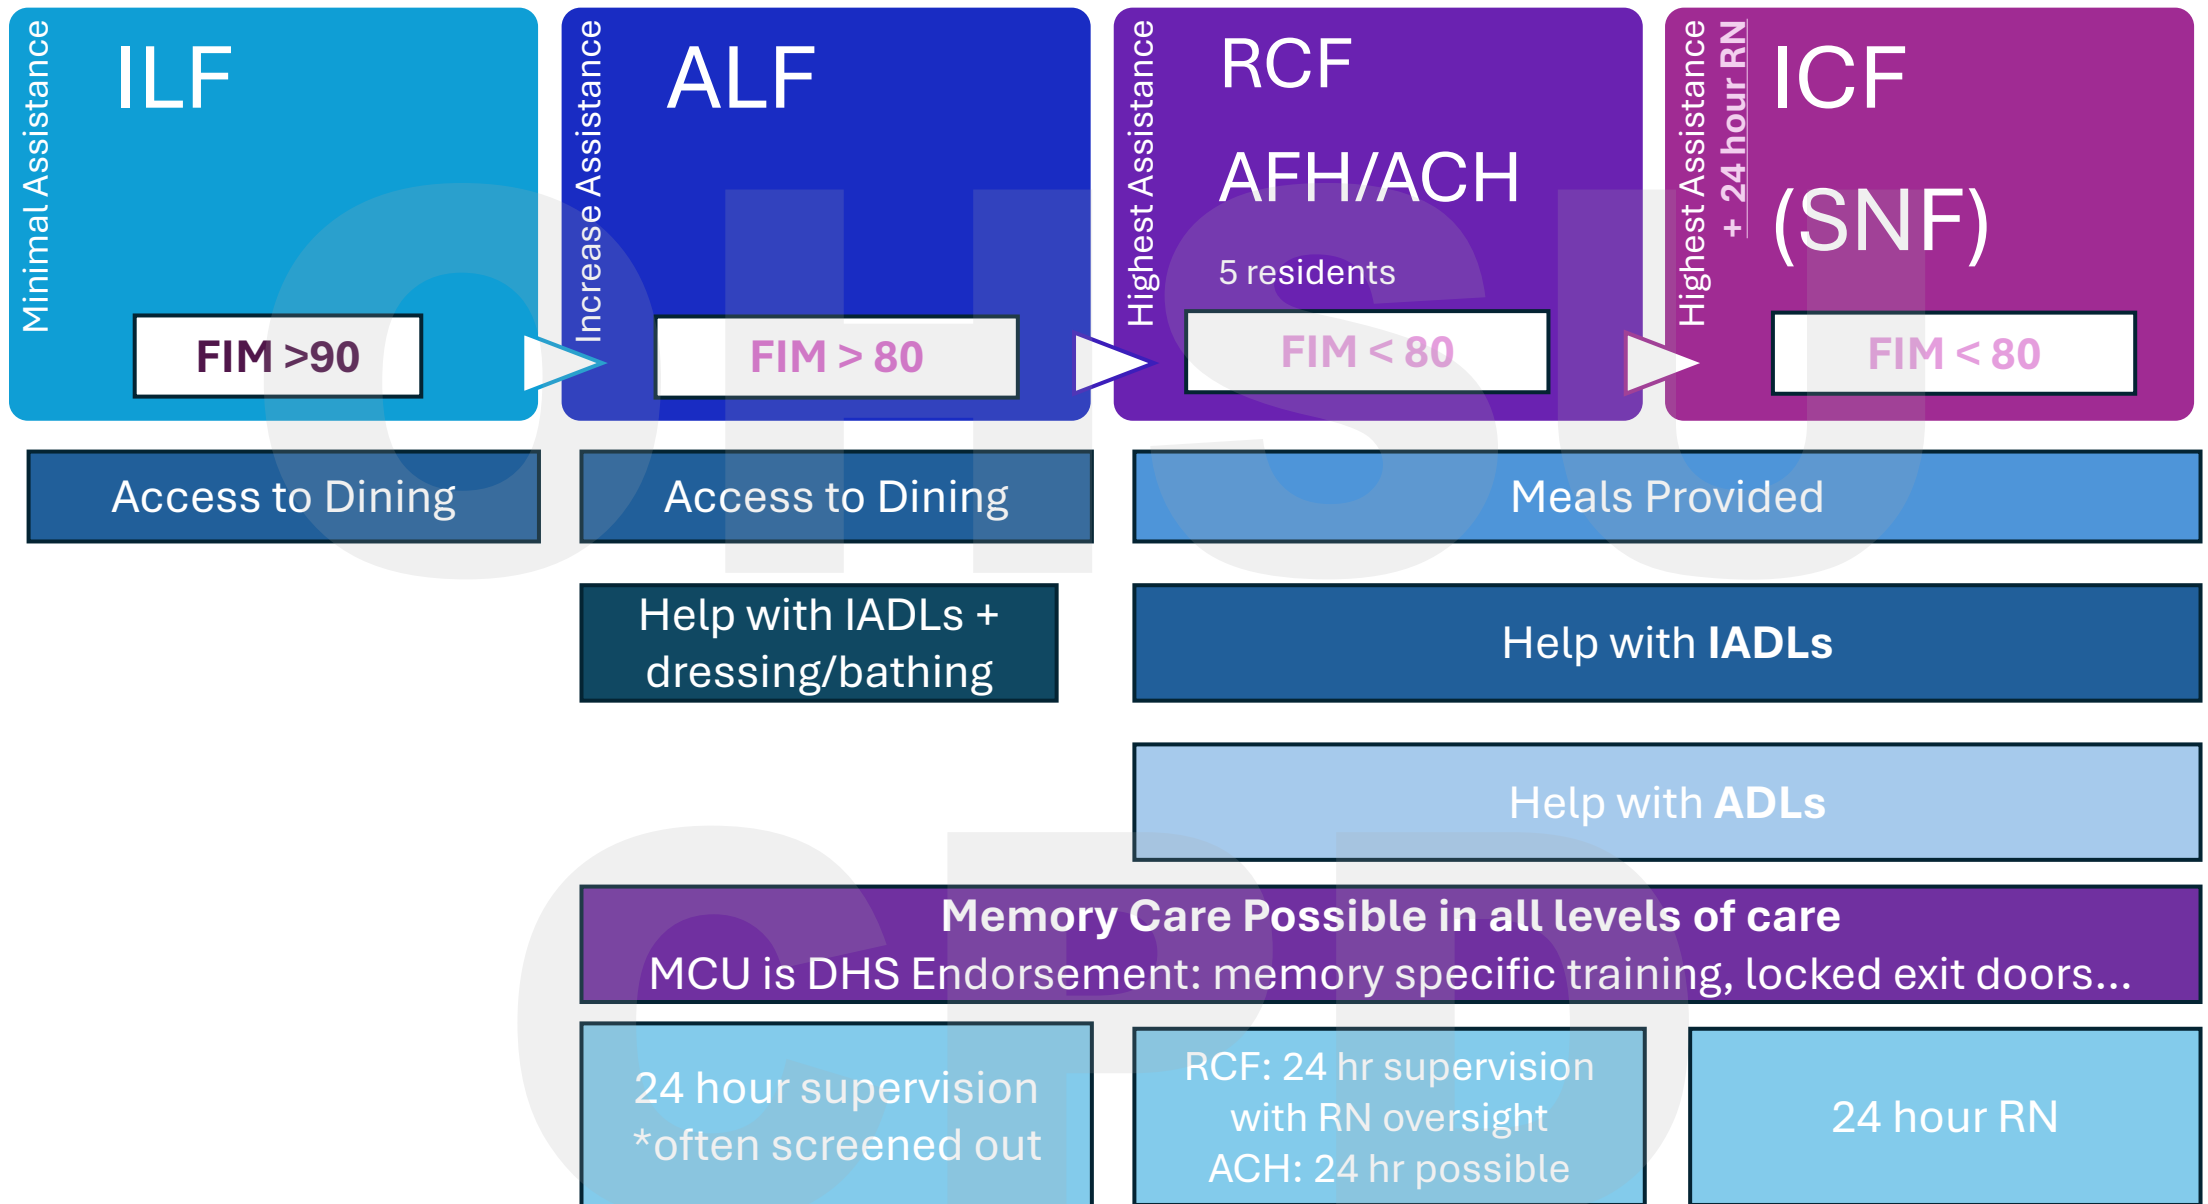 Minimal Assistance
ILF
FIM >90
Increase Assistance
ALF
FIM > 80
Highest Assistance
RCF
AFH/ACH
5 residents
FIM < 80
Highest Assistance
+ 24 hour RN
ICF
(SNF)
FIM < 80
Access to Dining
Access to Dining
Meals Provided
Help with IADLs +
dressing/bathing
Help with IADLs
Help with ADLs
Memory Care Possible in all levels of care
MCU is DHS Endorsement: memory specific training, locked exit doors...
24 hour supervision
*often screened out
RCF: 24 hr supervision
with RN oversight
ACH: 24 hr possible
24 hour RN
OHSU
CPD